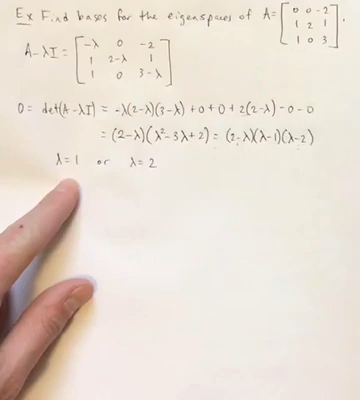 Ex Find bases for the eigenspaces of A = [0 0 -2; 1 2 1; 1 0 3].
A-λI = [-λ 0 -2; 1 2-λ 1; 1 0 3-λ]
0 = det(A-λI) = -λ(2-λ)(3-λ) + 0 + 0 + 2(2-λ) - 0 - 0
= (2-λ)(λ²-3λ+2) = (2-λ)(λ-1)(λ-2)
λ=1 or λ=2